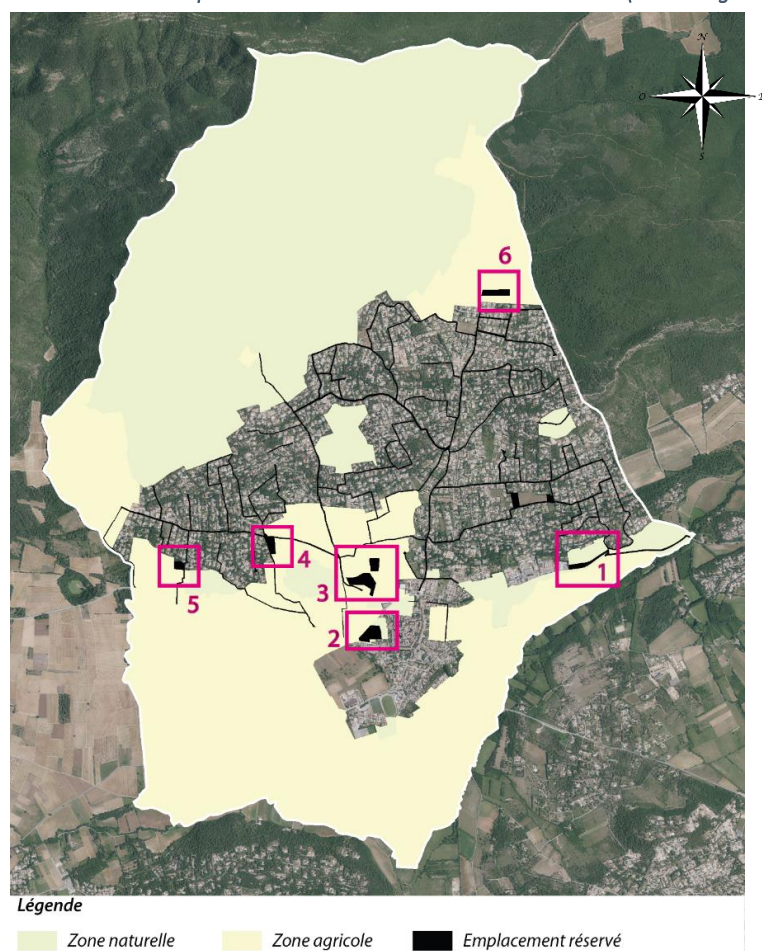 N
O
S
6
1
2
3
4
5
Légende
Zone naturelle
Zone agricole
Emplacement réservé